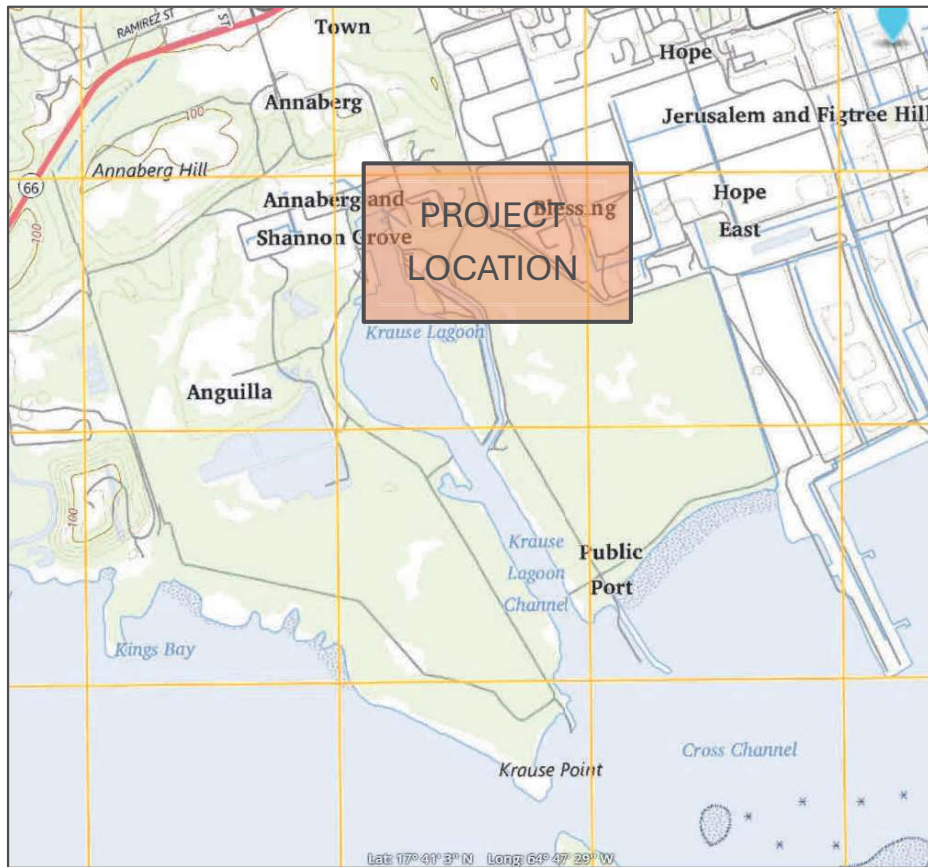 RAMIREZ ST
ST
Town
Hope
Annaberg
100
Jerusalem and Figtree Hill
Annaberg Hill
66
Annaberg and
Shannon Grove
PROJECT
LOCATION
Blessing
Hope
East
100
Krause Lagoon
Anguilla
100
Krause
Lagoon
Channel
Public
Port
Kings Bay
Krause Point
Cross Channel
Lat: 17° 41' 3" N Long: 64° 47' 29" W